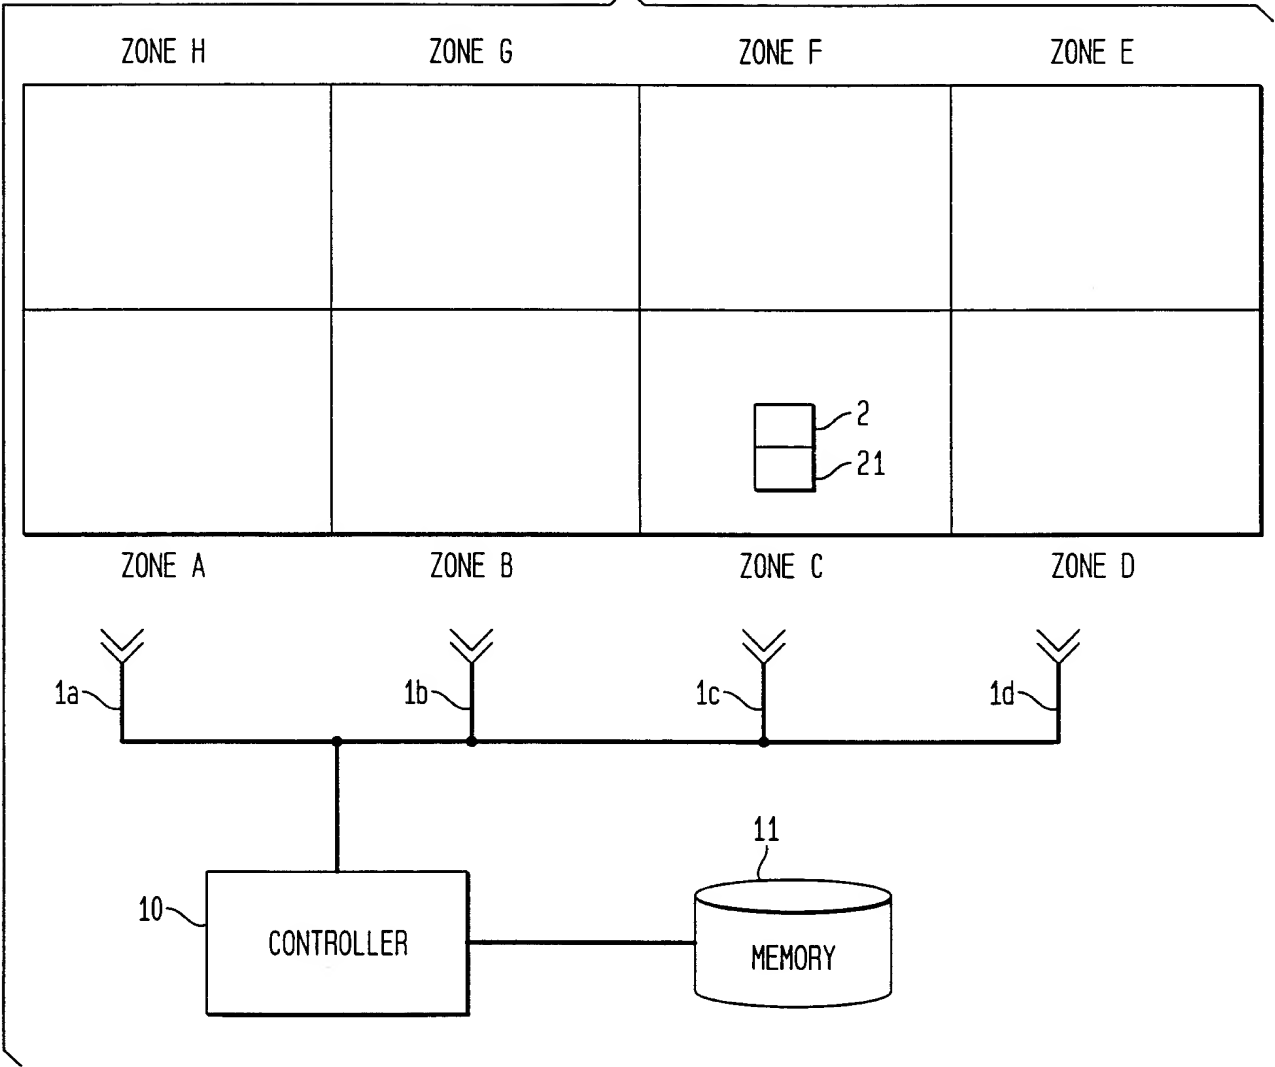 ZONE H ZONE G ZONE F ZONE E
2
21
ZONE A ZONE B ZONE C ZONE D
1a 1b 1c 1d
11
10
CONTROLLER
MEMORY